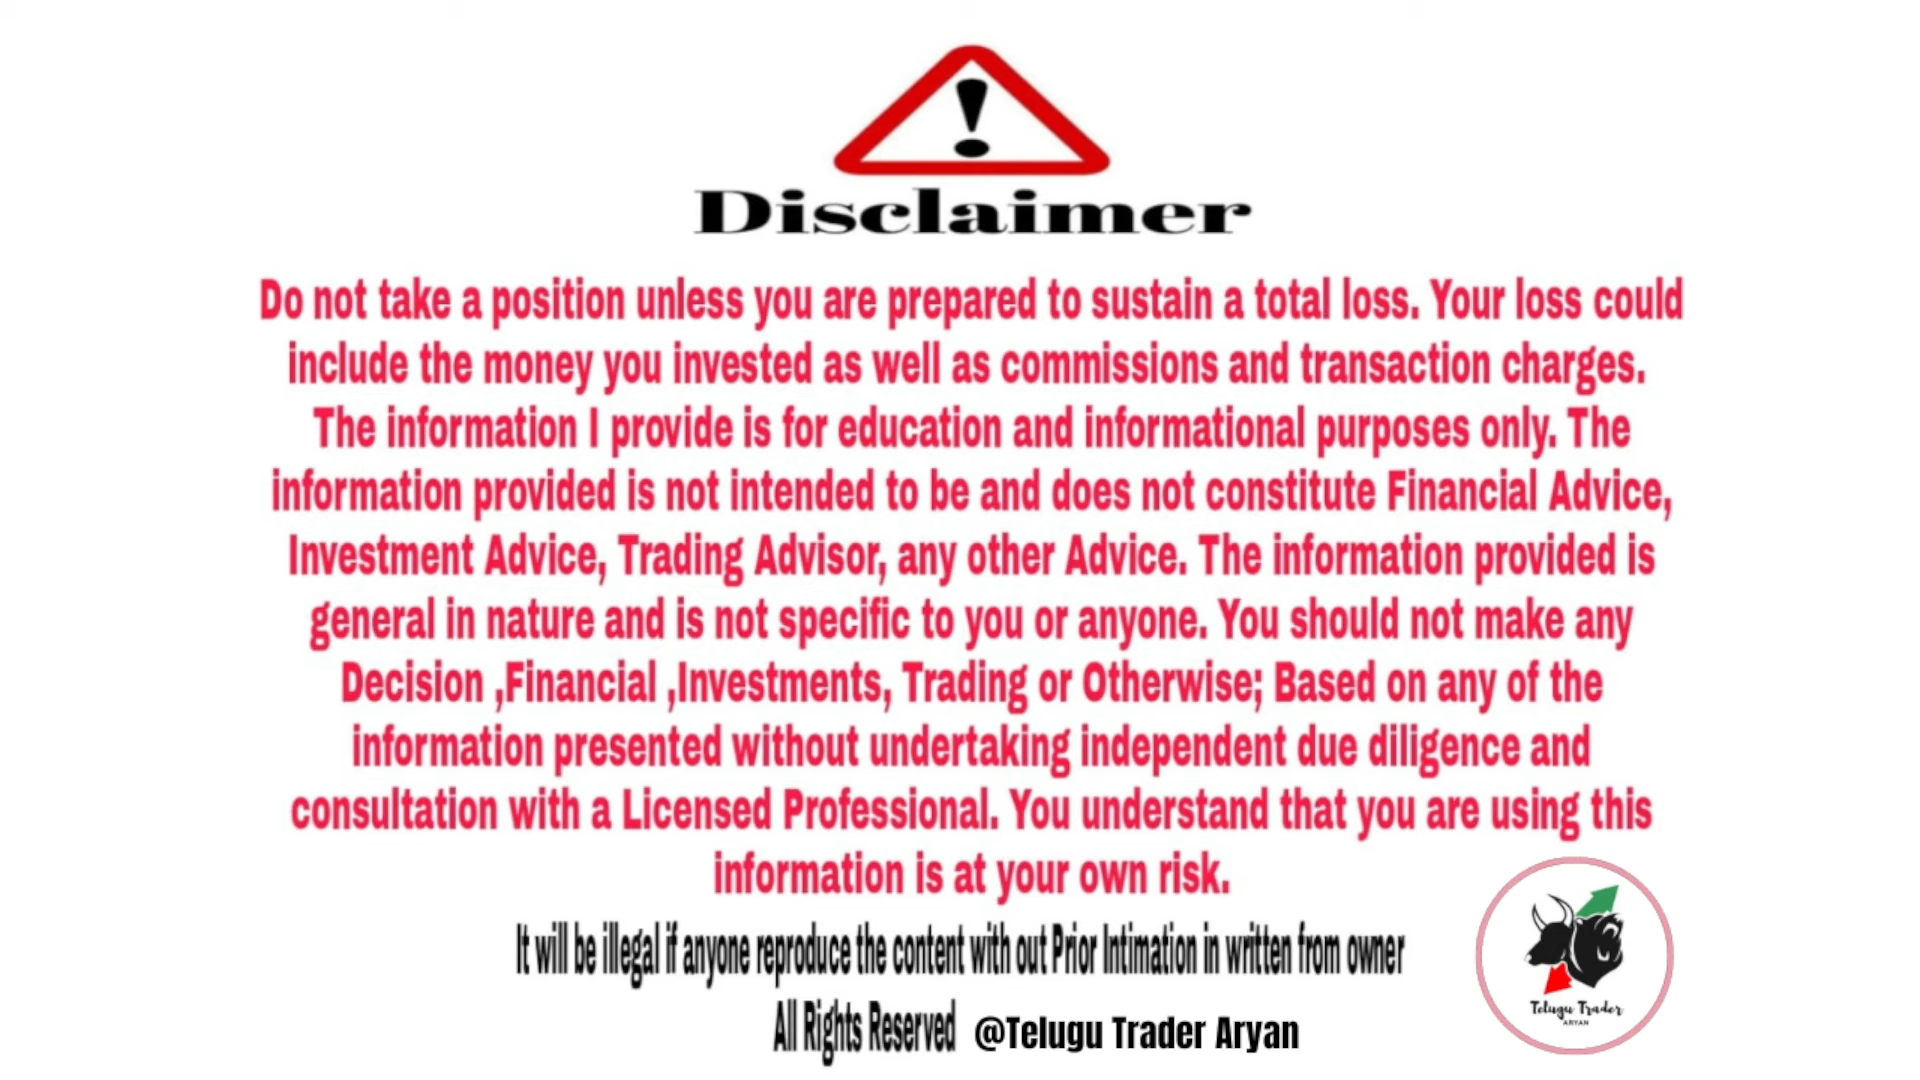 Disclaimer
Do not take a position unless you are prepared to sustain a total loss. Your loss could
include the money you invested as well as commissions and transaction charges.
The information I provide is for education and informational purposes only. The
information provided is not intended to be and does not constitute Financial Advice,
Investment Advice, Trading Advisor, any other Advice. The information provided is
general in nature and is not specific to you or anyone. You should not make any
Decision ,Financial ,Investments, Trading or Otherwise; Based on any of the
information presented without undertaking independent due diligence and
consultation with a Licensed Professional. You understand that you are using this
information is at your own risk.
It will be illegal if anyone reproduce the content with out Prior Intimation in written from owner
All Rights Reserved @Telugu Trader Aryan
Telugu Trader
ARYAN